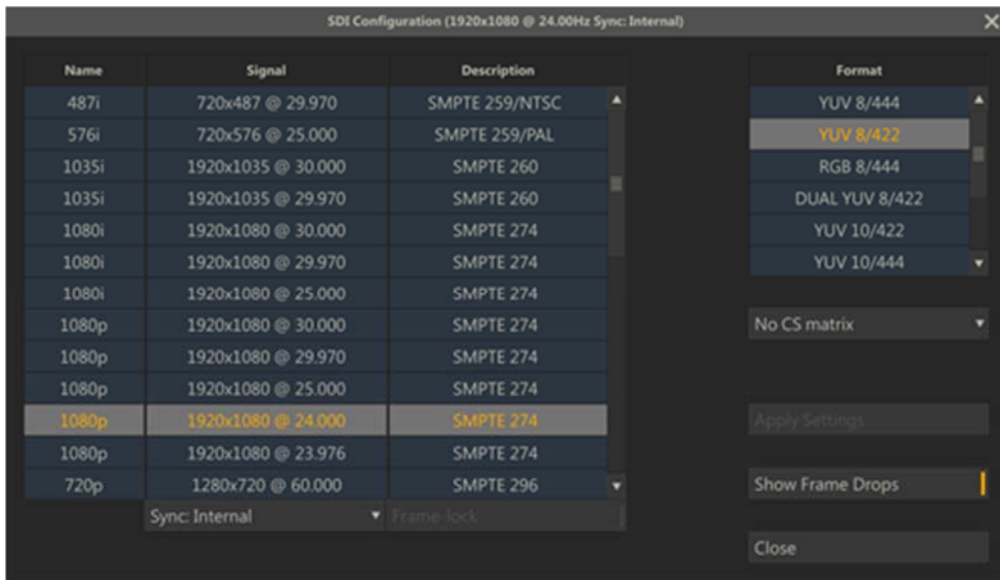 SDI Configuration (1920x1080 @ 24.00Hz Sync: Internal)
Name Signal Description
487i 720x487 @ 29.970 SMPTE 259/NTSC
576i 720x576 @ 25.000 SMPTE 259/PAL
1035i 1920x1035 @ 30.000 SMPTE 260
1035i 1920x1035 @ 29.970 SMPTE 260
1080i 1920x1080 @ 30.000 SMPTE 274
1080i 1920x1080 @ 29.970 SMPTE 274
1080i 1920x1080 @ 25.000 SMPTE 274
1080p 1920x1080 @ 30.000 SMPTE 274
1080p 1920x1080 @ 29.970 SMPTE 274
1080p 1920x1080 @ 25.000 SMPTE 274
1080p 1920x1080 @ 24.000 SMPTE 274
1080p 1920x1080 @ 23.976 SMPTE 274
720p 1280x720 @ 60.000 SMPTE 296
Sync: Internal Frame-lock
Format
YUV 8/444
YUV 8/422
RGB 8/444
DUAL YUV 8/422
YUV 10/422
YUV 10/444
No CS matrix
Apply Settings
Show Frame Drops
Close